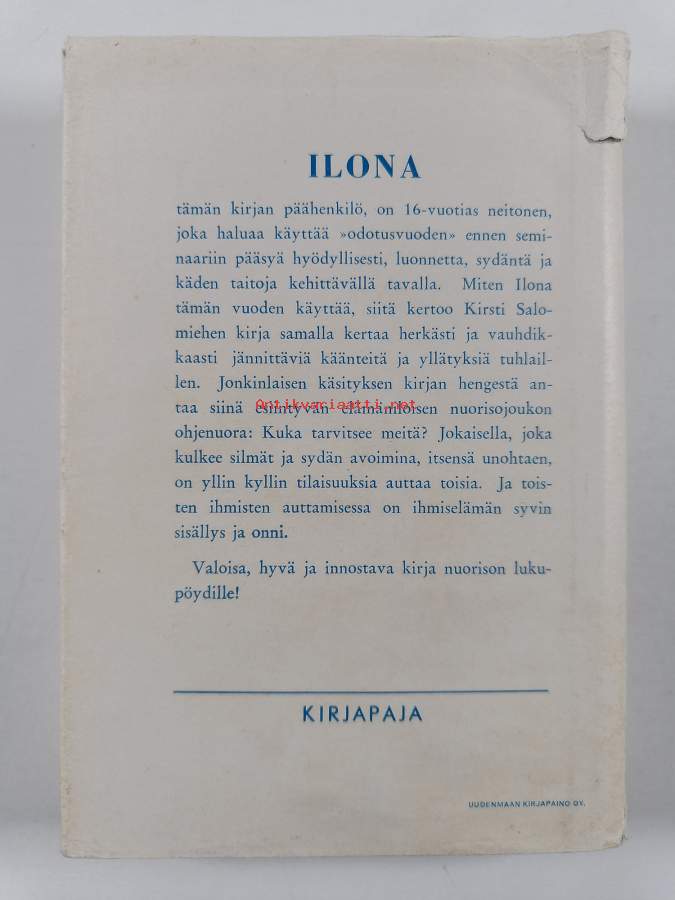 ILONA
tämän kirjan päähenkilö, on 16-vuotias neitonen,
joka haluaa käyttää »odotusvuoden» ennen semi-
naariin pääsyä hyödyllisesti, luonnetta, sydäntä ja
käden taitoja kehittävällä tavalla. Miten Ilona
tämän vuoden käyttää, siitä kertoo Kirsti Salo-
miehen kirja samalla kertaa herkästi ja vauhdik-
kaasti jännittäviä käänteitä ja yllätyksiä tuhlail-
len. Jonkinlaisen käsityksen kirjan hengestä an-
Antikvariaatti.net
taa siinä esiintyvän elämäniloisen nuorisojoukon
ohjenuora: Kuka tarvitsee meitä? Jokaisella, joka
kulkee silmät ja sydän avoimina, itsensä unohtaen,
on yllin kyllin tilaisuuksia auttaa toisia. Ja tois-
ten ihmisten auttamisessa on ihmiselämän syvin
sisällys ja onni.
Valoisa, hyvä ja innostava kirja nuorison luku-
pöydille!
KIRJAPAJA
UUDENMAAN KIRJAPAINO OY.